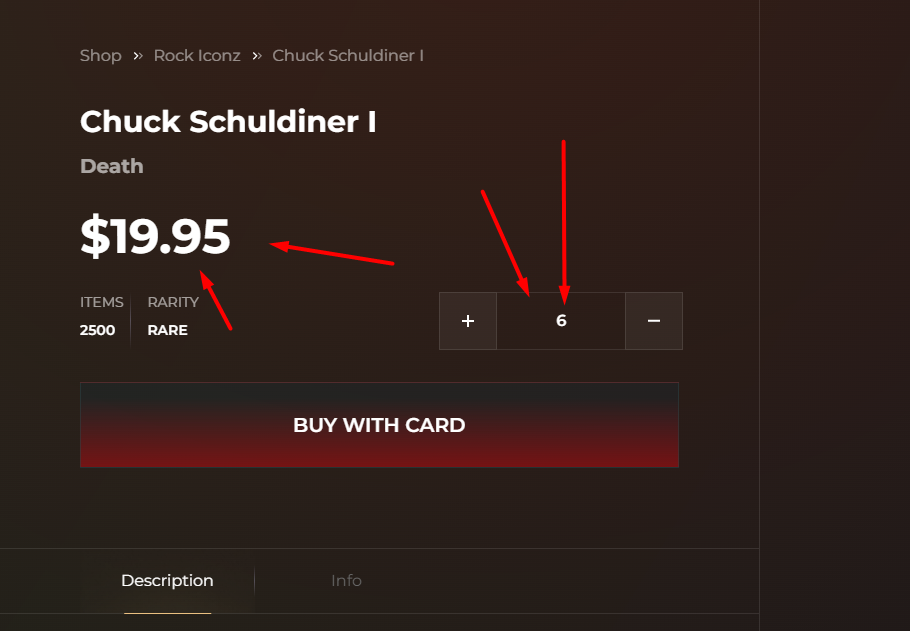 Shop » Rock Iconz » Chuck Schuldiner I
Chuck Schuldiner I
Death
$19.95
ITEMS RARITY
2500 RARE
+ 6 −
BUY WITH CARD
Description Info